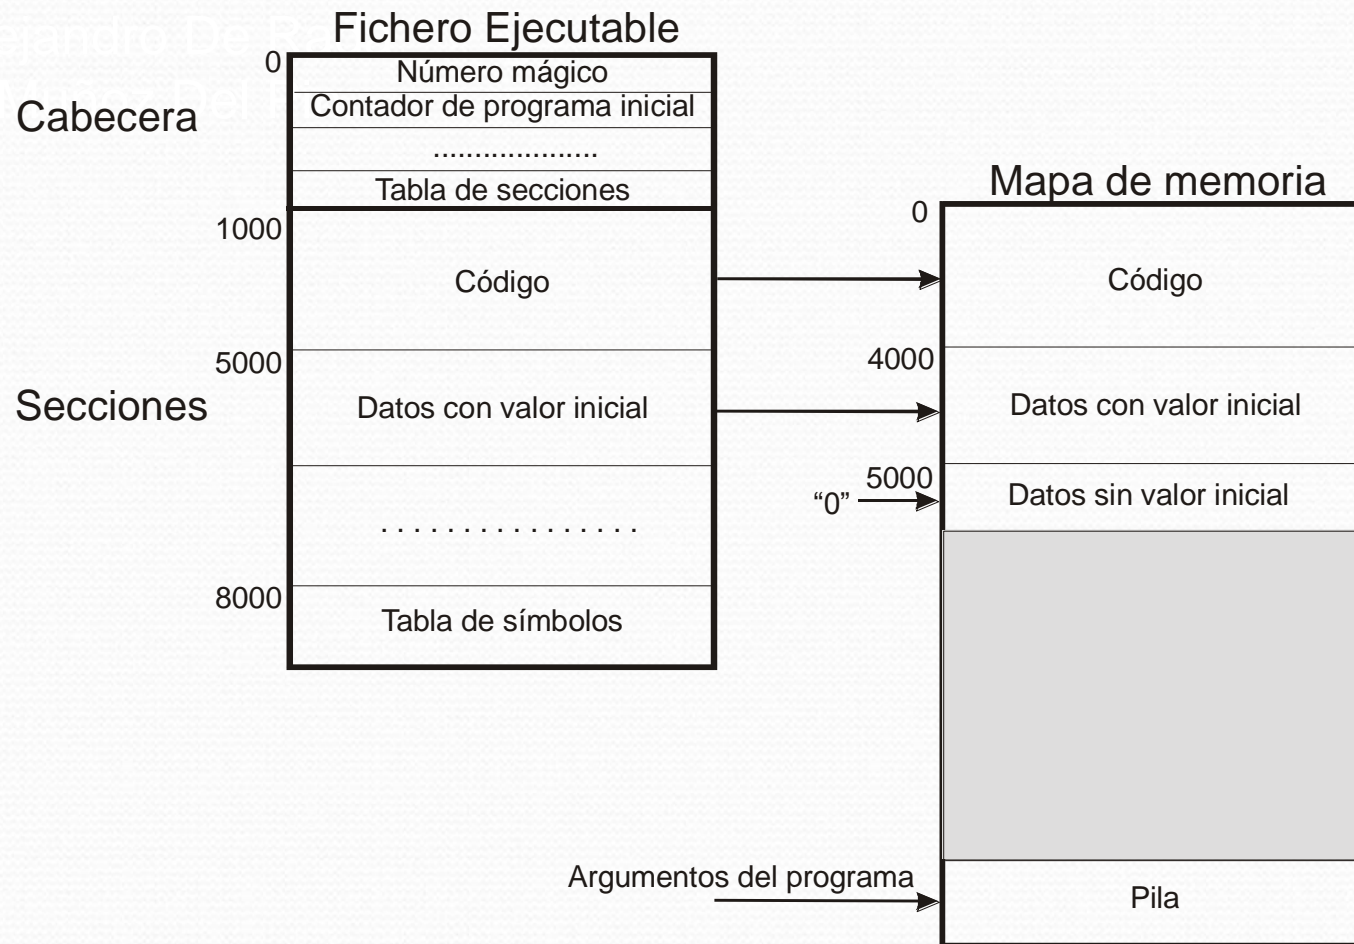 Fichero Ejecutable
0
Número mágico
Contador de programa inicial
....................
Tabla de secciones
Cabecera
1000
Código
5000
Datos con valor inicial
Secciones
. . . . . . . . . . . . . . . .
8000
Tabla de símbolos
Mapa de memoria
0
Código
4000
Datos con valor inicial
5000
“0”
Datos sin valor inicial
Argumentos del programa
Pila